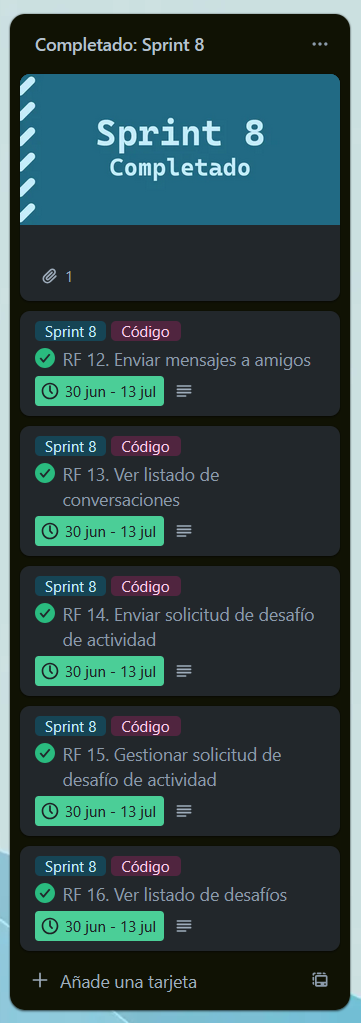 Completado: Sprint 8
Sprint 8
Completado
1
Sprint 8 Código
RF 12. Enviar mensajes a amigos
30 jun - 13 jul
Sprint 8 Código
RF 13. Ver listado de
conversaciones
30 jun - 13 jul
Sprint 8 Código
RF 14. Enviar solicitud de desafío
de actividad
30 jun - 13 jul
Sprint 8 Código
RF 15. Gestionar solicitud de
desafío de actividad
30 jun - 13 jul
Sprint 8 Código
RF 16. Ver listado de desafíos
30 jun - 13 jul
Añade una tarjeta